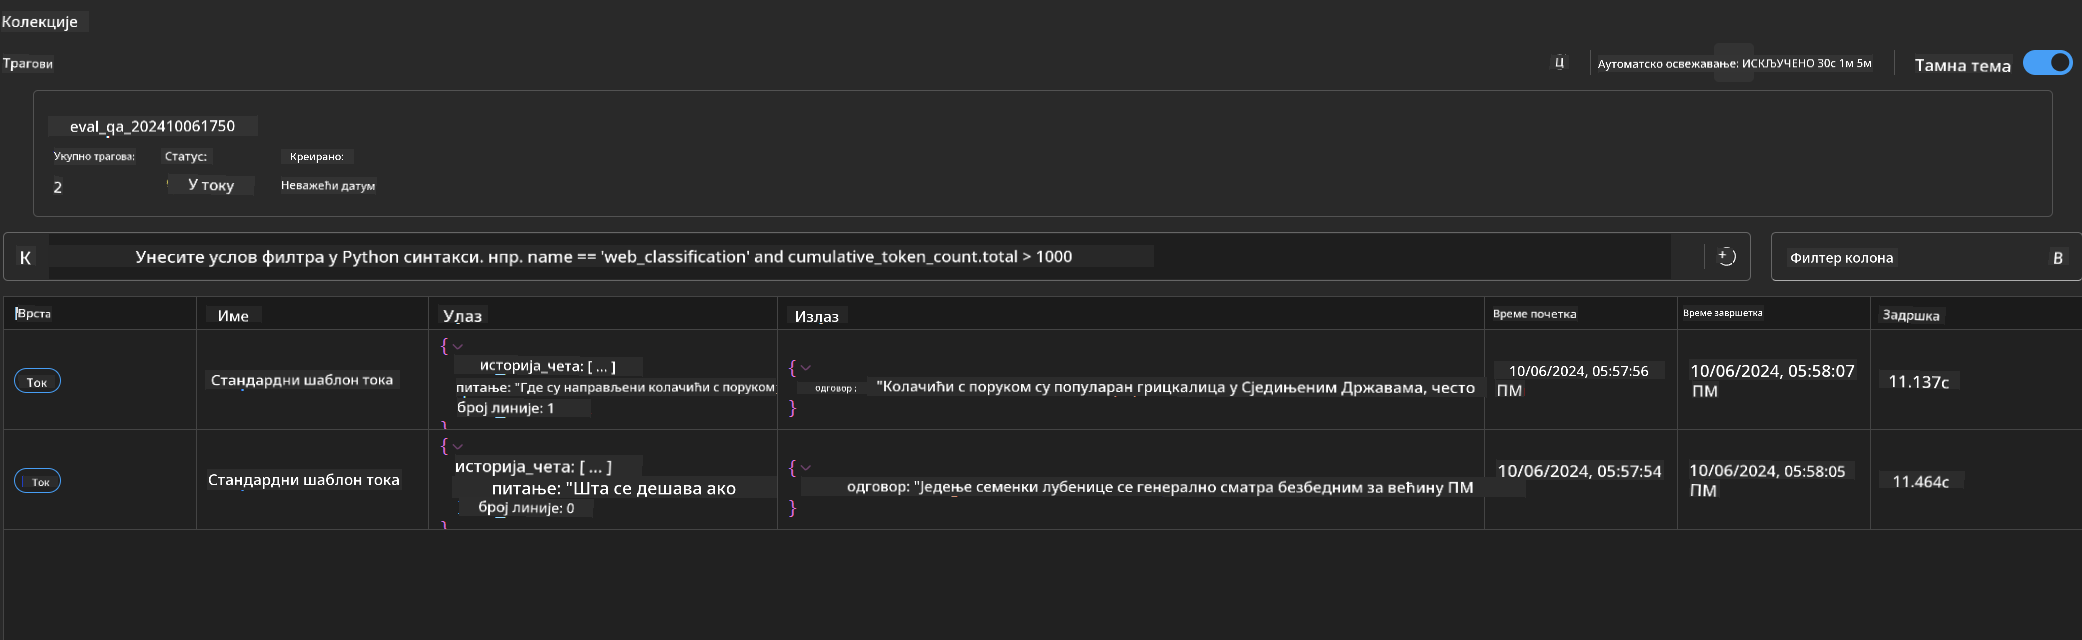 Колекције
Трагови
Ц Аутоматско освежавање: ИСКЉУЧЕНО 30с 1м 5м Тамна тема
eval_qa_202410061750
Укупно трагова: Статус: Креирано:
2 У току Неважећи датум
К Унесите услов филтра у Python синтакси. нпр. name == 'web_classification' and cumulative_token_count.total > 1000
Филтер колона В
Врста Име Улаз Излаз Време почетка Време завршетка Задршка
Ток Стандардни шаблон тока
{
историја_чета: [ ... ]
питање: "Где су направљени колачићи с поруком
број линије: 1
}
{
одговор : "Колачићи с поруком су популаран грицкалица у Сједињеним Државама, често
}
10/06/2024, 05:57:56
ПМ
10/06/2024, 05:58:07
ПМ
11.137с
Ток Стандардни шаблон тока
{
историја_чета: [ ... ]
питање: "Шта се дешава ако
број линије: 0
}
{
одговор: "Једење семенки лубенице се генерално сматра безбедним за већину ПМ
}
10/06/2024, 05:57:54
10/06/2024, 05:58:05
ПМ
11.464с